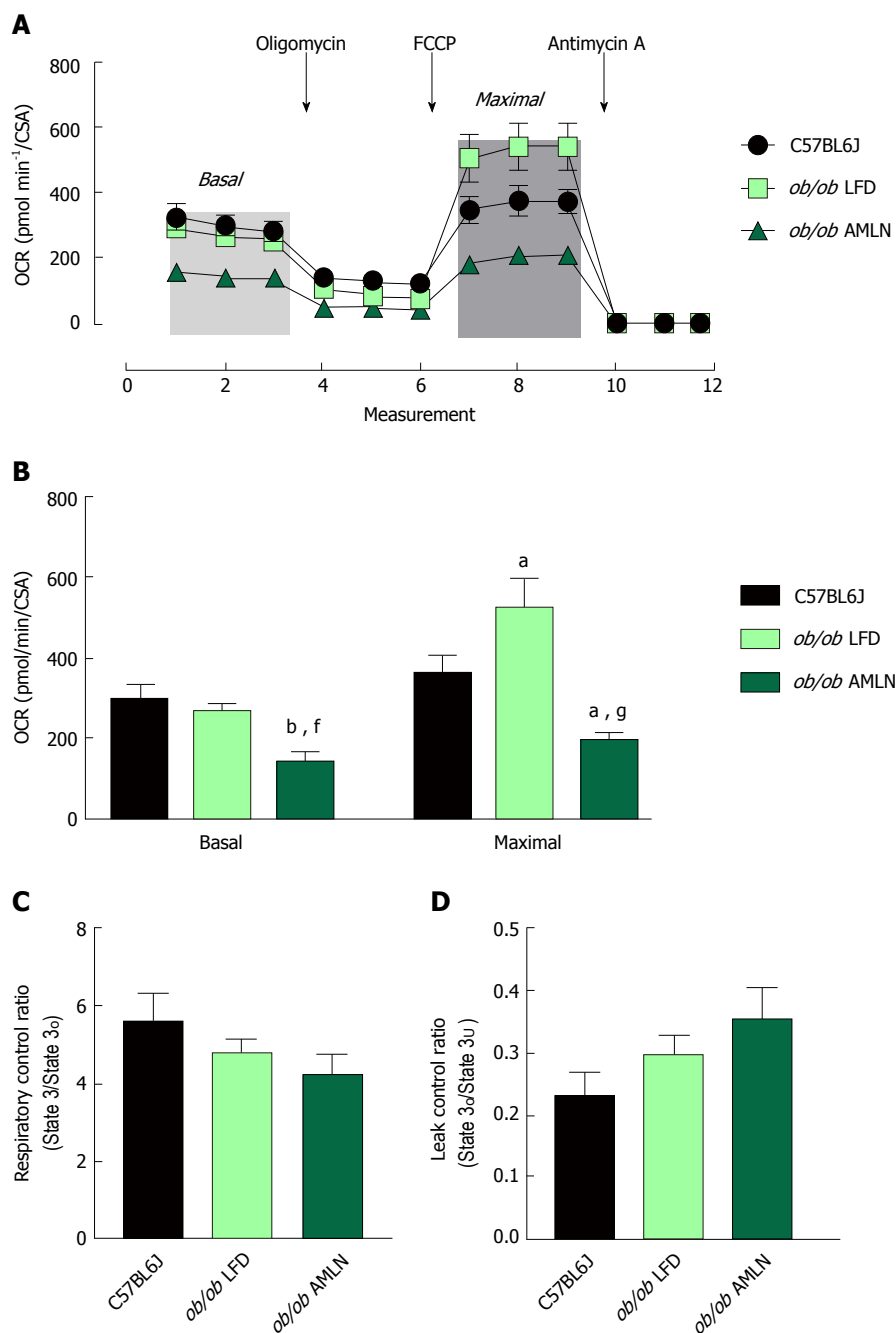 A
Oligomycin FCCP Antimycin A
800
600
400
200
0
OCR (pmol min⁻¹/CSA)
Basal
Maximal
C57BL6J
ob/ob LFD
ob/ob AMLN
0 2 4 6 8 10 12
Measurement
B
800
600
400
200
0
OCR (pmol/min/CSA)
b , f
a
a , g
Basal Maximal
C57BL6J
ob/ob LFD
ob/ob AMLN
C
8
6
4
2
0
Respiratory control ratio
(State 3/State 3o)
C57BL6J
ob/ob LFD
ob/ob AMLN
D
0.5
0.4
0.3
0.2
0.1
0.0
Leak control ratio
(State 3o/State 3U )
C57BL6J
ob/ob LFD
ob/ob AMLN